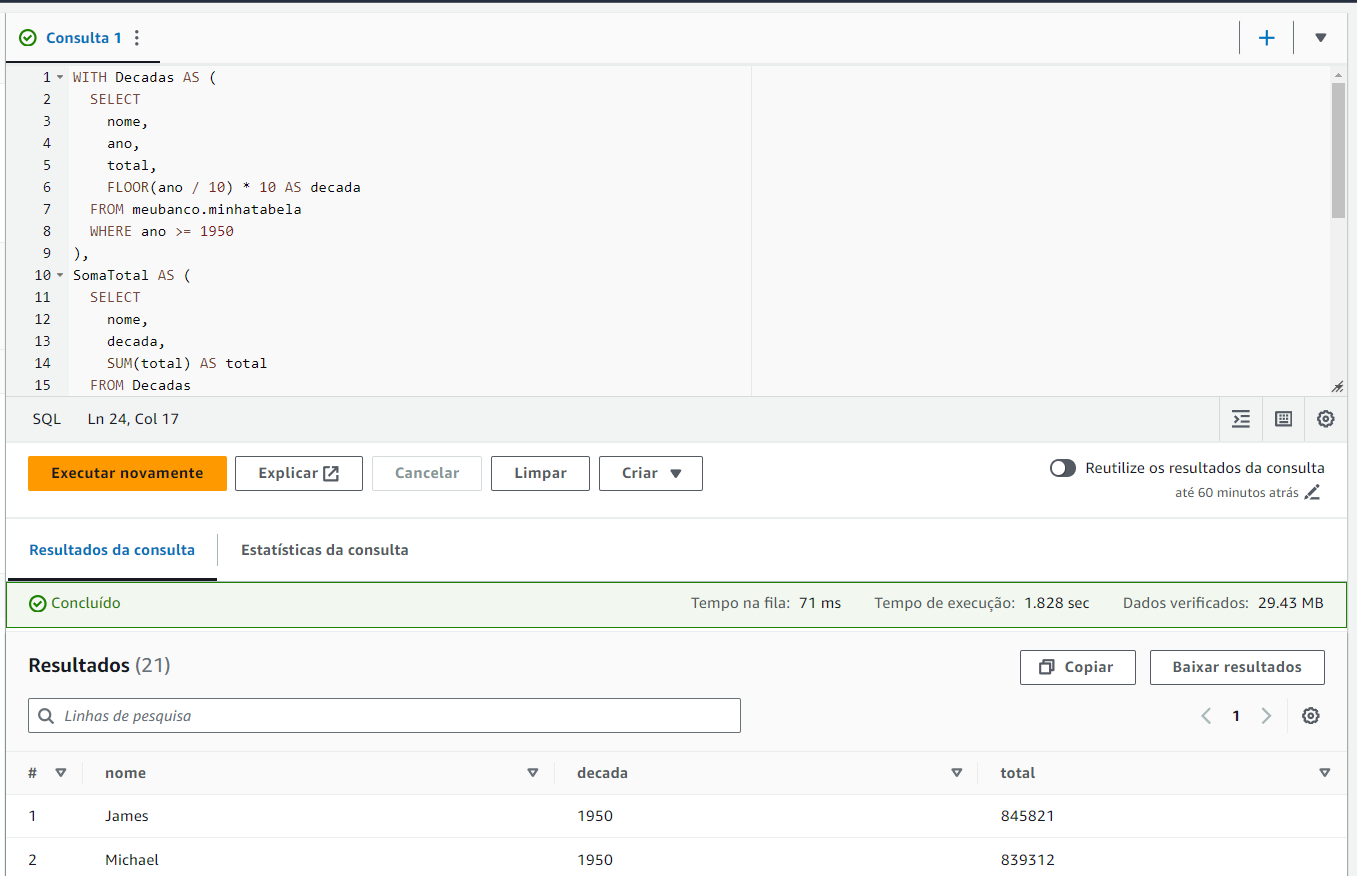 Consulta 1
1 WITH Decadas AS (
2 SELECT
3 nome,
4 ano,
5 total,
6 FLOOR(ano / 10) * 10 AS decada
7 FROM meubanco.minhatabela
8 WHERE ano >= 1950
9 ),
10 SomaTotal AS (
11 SELECT
12 nome,
13 decada,
14 SUM(total) AS total
15 FROM Decadas
SQL Ln 24, Col 17
Executar novamente Explicar Cancelar Limpar Criar Reutilize os resultados da consulta
até 60 minutos atrás
Resultados da consulta Estatísticas da consulta
Concluído Tempo na fila: 71 ms Tempo de execução: 1.828 sec Dados verificados: 29.43 MB
Resultados (21) Copiar Baixar resultados
Linhas de pesquisa 1
# nome decada total
1 James 1950 845821
2 Michael 1950 839312